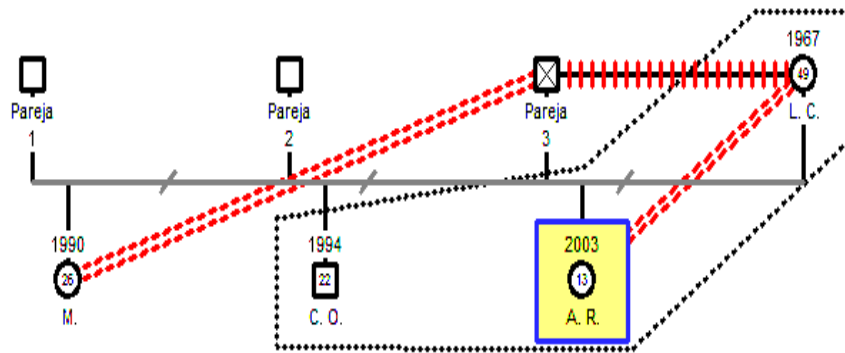 1967
49
Pareja
1
Pareja
2
Pareja
3
L. C.
1990
26
M.
1994
22
C. O.
2003
13
A. R.